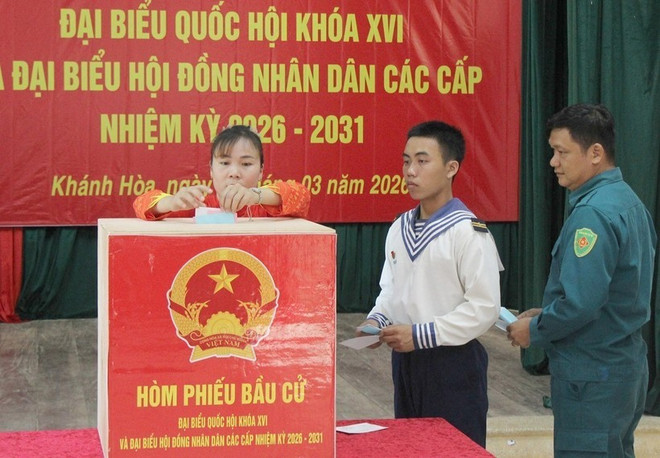 ĐẠI BIỂU QUỐC HỘI KHÓA XVI
VÀ ĐẠI BIỂU HỘI ĐỒNG NHÂN DÂN CÁC CẤP
NHIỆM KỲ 2026 - 2031
Khánh Hòa, ngày 03 năm 2026
VIỆT NAM
HÒM PHIẾU BẦU CỬ
ĐẠI BIỂU QUỐC HỘI KHÓA XVI
VÀ ĐẠI BIỂU HỘI ĐỒNG NHÂN DÂN CÁC CẤP NHIỆM KỲ 2026 - 2031